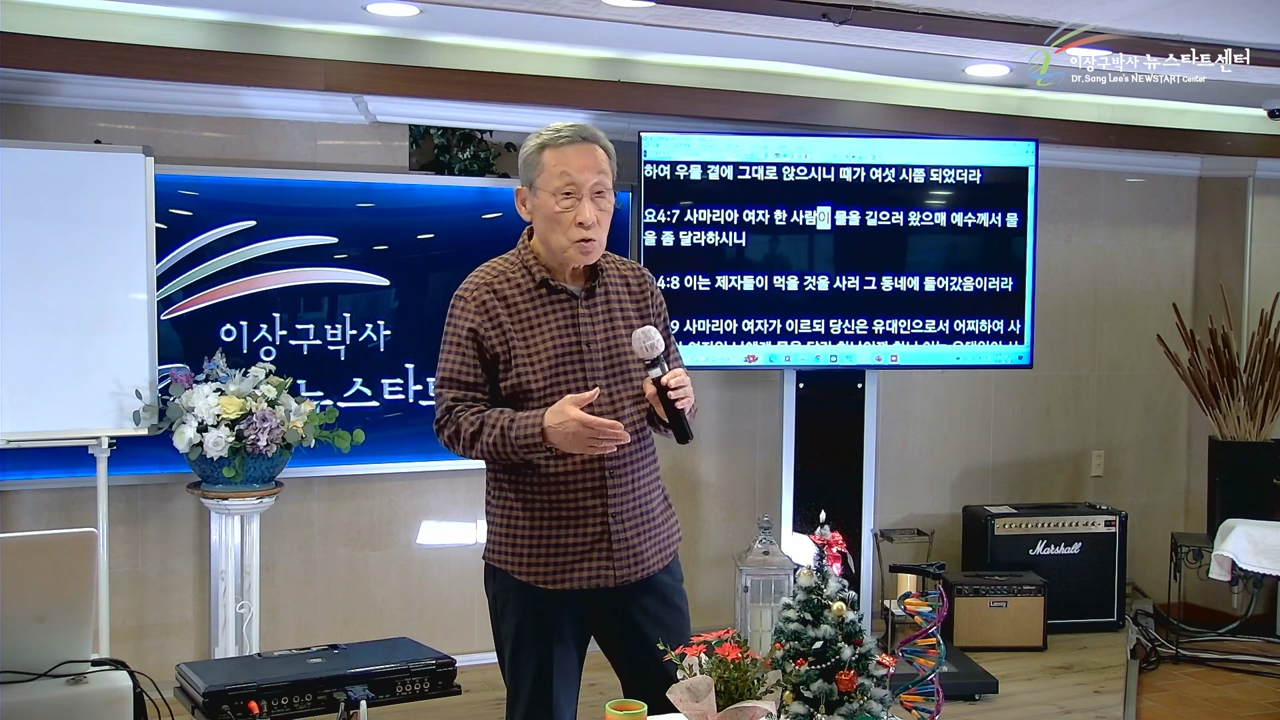 이상구박사 뉴스타트센터
Dr. Sang Lee's NEWSTART Center
하여 우물 곁에 그대로 앉으시니 때가 여섯 시쯤 되었더라
요4:7 사마리아 여자 한 사람이 물을 길으러 왔으매 예수께서 물
을 좀 달라하시니
4:8 이는 제자들이 먹을 것을 사러 그 동네에 들어갔음이러라
9 사마리아 여자가 이르되 당신은 유대인으로서 어찌하여 사
이상구박사
뉴스타트
Marshall
Laney